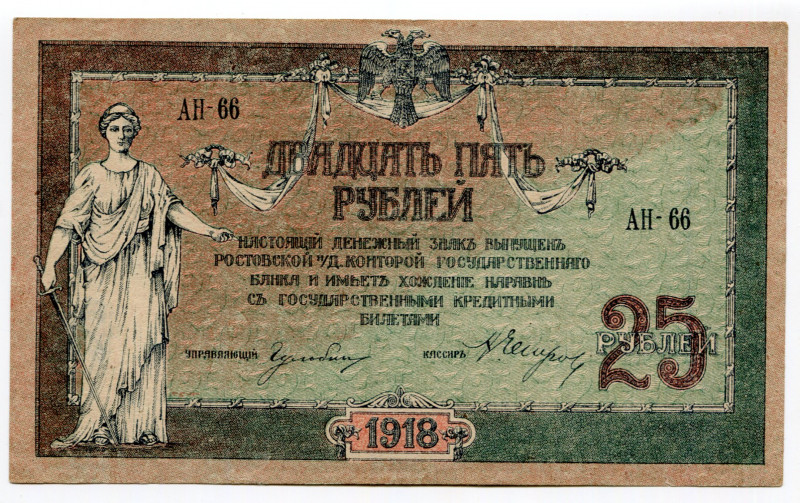 АН-66
ДВАДЦАТЬ ПЯТЬ
РУБЛЕЙ
АН-66
НАСТОЯЩІЙ ДЕНЕЖНЫЙ ЗНАКЪ ВЫПУЩЕНЪ
РОСТОВСКОЙ Н/Д. КОНТОРОЙ ГОСУДАРСТВЕННАГО
БАНКА И ИМѢЕТЪ ХОЖДЕНІЕ НАРАВНѢ
СЪ ГОСУДАРСТВЕННЫМИ КРЕДИТНЫМИ
БИЛЕТАМИ
25
РУБЛЕЙ
УПРАВЛЯЮЩІЙ
КАССИРЪ
1918